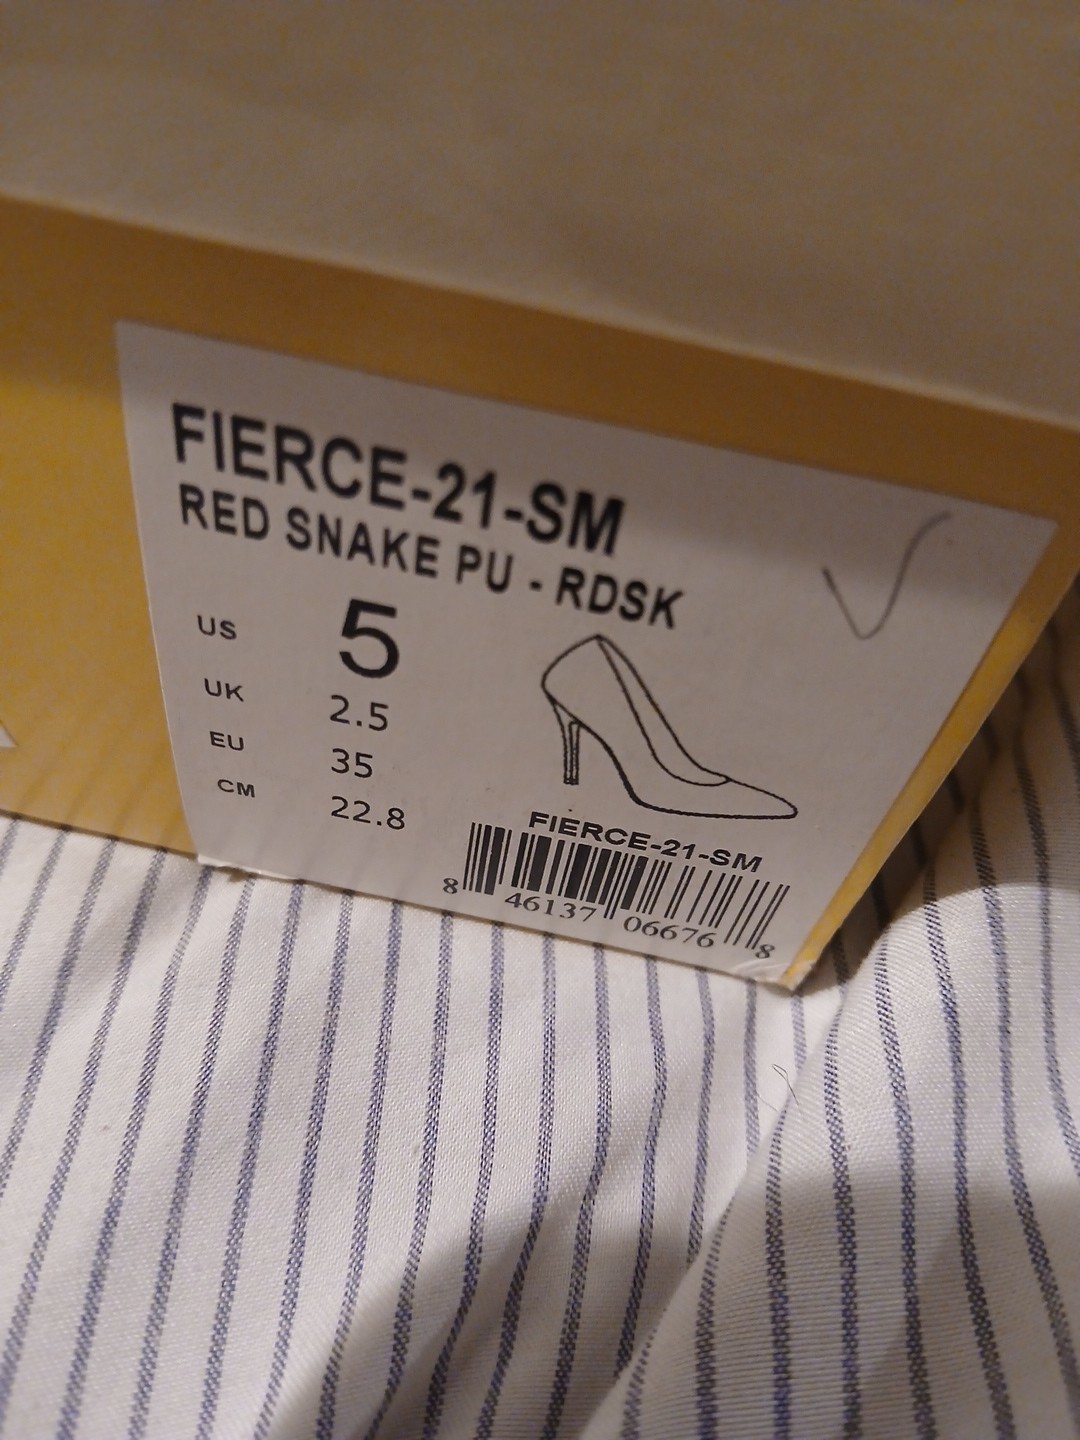 FIERCE-21-SM
RED SNAKE PU - RDSK
US 5
UK 2.5
EU 35
CM 22.8
FIERCE-21-SM
8 46137 06676 8